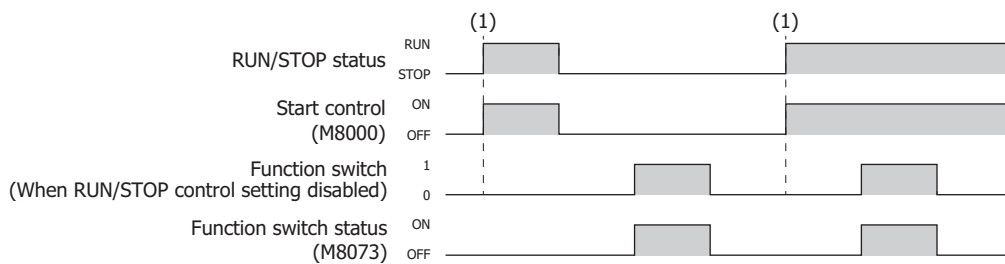 (1) (1)
RUN/STOP status RUN
STOP
Start control ON
(M8000) OFF
Function switch 1
(When RUN/STOP control setting disabled) 0
Function switch status ON
(M8073) OFF